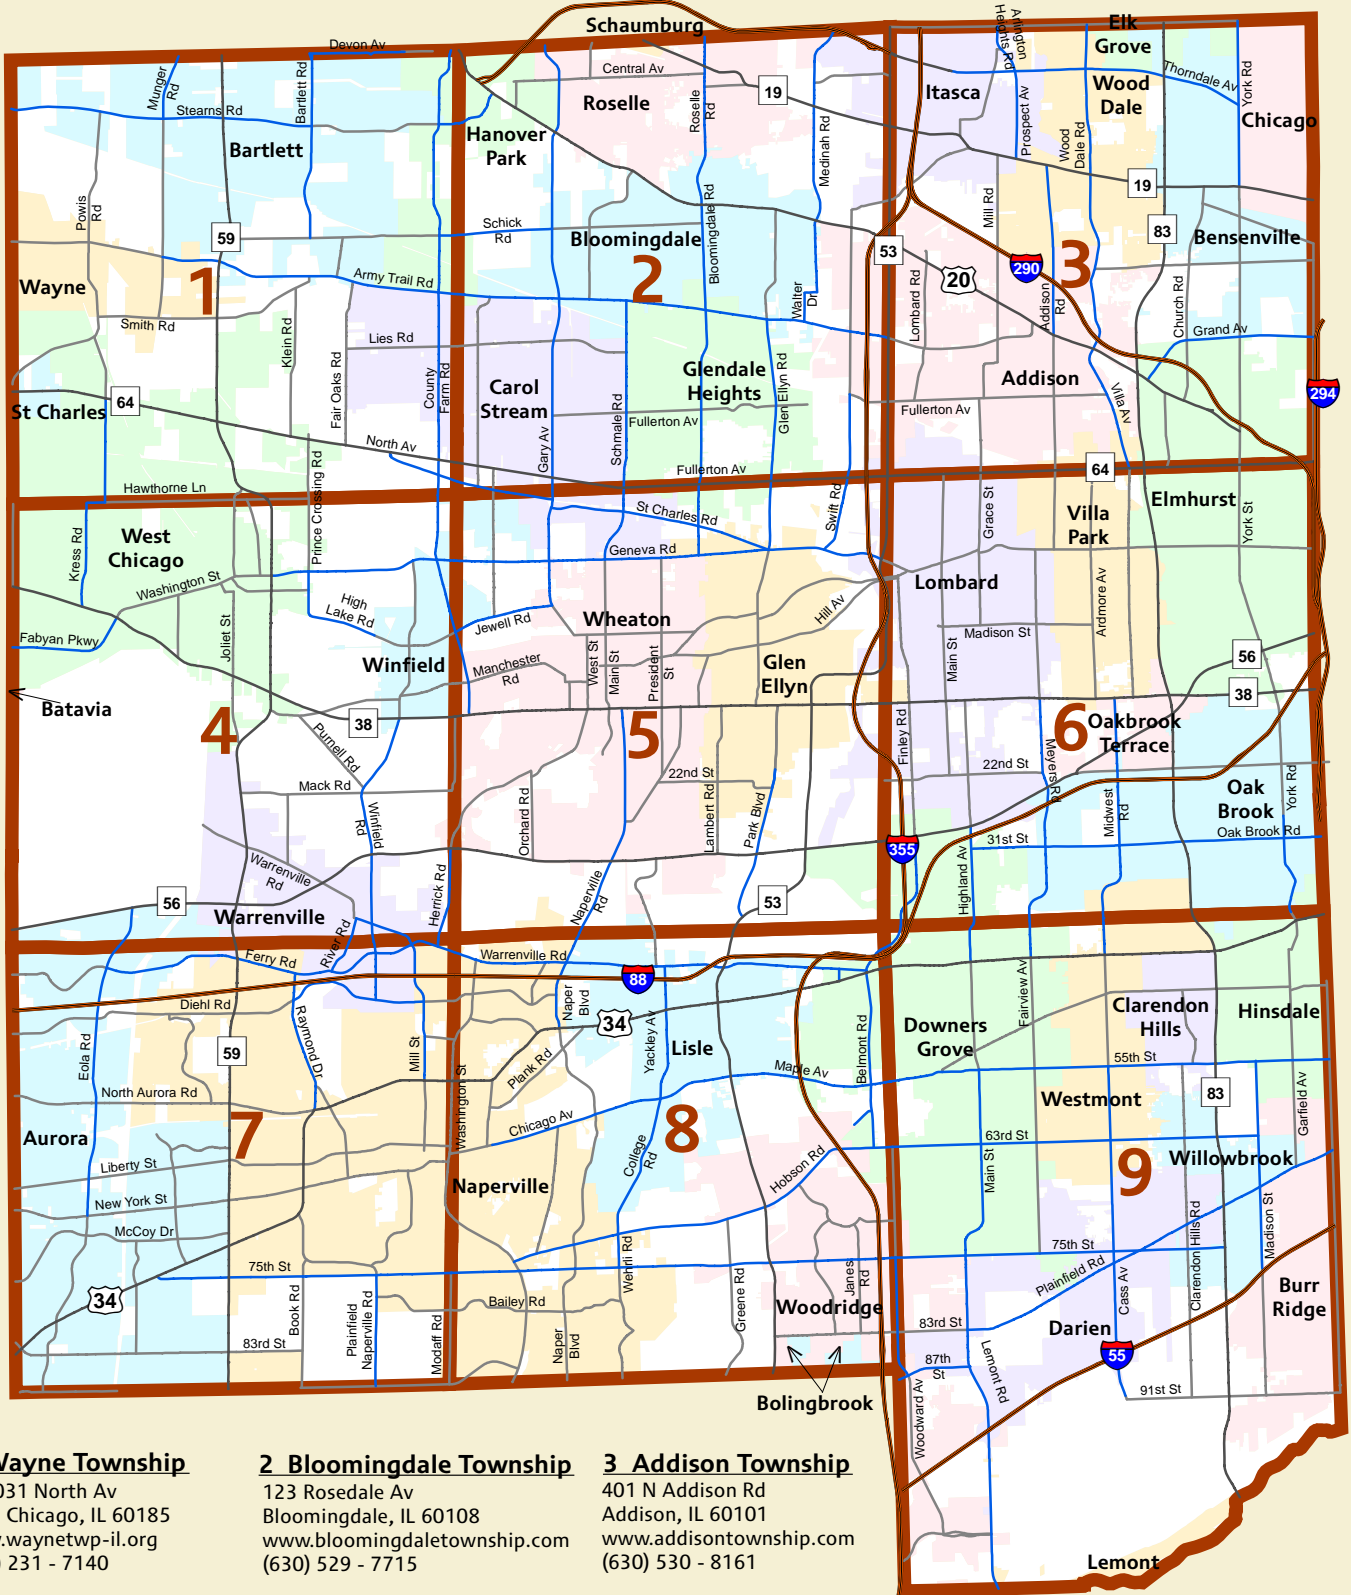 Schaumburg
Devon Av
Elk
Grove
Arlington
Heights Rd
Central Av
Roselle
Roselle
Rd
19
Itasca
Wood
Dale
Thorndale Av
York Rd
Chicago
Munger
Rd
Stearns Rd
Bartlett Rd
Bartlett
Hanover
Park
Medinah Rd
Prospect Av
Wood
Dale Rd
19
Powis
Rd
59
Schick
Rd
Bloomingdale
Bloomingdale Rd
Mill Rd
83
Bensenville
53
Wayne
1
Army Trail Rd
2
Walter
Dr
20
290
3
Smith Rd
Klein Rd
Lies Rd
Fair Oaks Rd
County
Farm Rd
Lombard Rd
Addison
Rd
Church Rd
Grand Av
St Charles
64
Carol
Stream
Glendale
Heights
Glen Ellyn Rd
Addison
Villa Av
294
North Av
Gary Av
Schmale Rd
Fullerton Av
Fullerton Av
Fullerton Av
64
Hawthorne Ln
Prince Crossing Rd
St Charles Rd
Swift Rd
Grace St
Villa
Park
Elmhurst
York St
Kress Rd
West
Chicago
Geneva Rd
Washington St
High
Lake Rd
Jewell Rd
Wheaton
Hill Av
Lombard
Ardmore Av
Fabyan Pkwy
Joliet St
Winfield
Manchester
Rd
West St
Main St
President
St
Glen
Ellyn
Madison St
Main St
56
38
Batavia
4
38
Purnell Rd
5
Finley Rd
6
Oakbrook
Terrace
Meyers Rd
Mack Rd
22nd St
22nd St
Winfield
Rd
Orchard Rd
Lambert Rd
Park Blvd
Midwest
Rd
Oak
Brook
York Rd
Oak Brook Rd
355
31st St
Warrenville
Rd
Highland Av
56
Warrenville
Herrick Rd
Naperville
Rd
53
River Rd
Ferry Rd
Warrenville Rd
88
Diehl Rd
Naper
Blvd
34
Fairview Av
Clarendon
Hills
Hinsdale
Eola Rd
59
Raymond Dr
Mill St
Plank Rd
Yackley Av
Lisle
Belmont Rd
Downers
Grove
55th St
Maple Av
North Aurora Rd
Washington St
Chicago Av
Westmont
83
Garfield Av
Aurora
7
8
63rd St
Liberty St
College
Rd
Hobson Rd
Main St
9
Willowbrook
New York St
Naperville
McCoy Dr
Clarendon Hills Rd
Madison St
75th St
Wehrli Rd
75th St
Plainfield Rd
34
Book Rd
Plainfield
Naperville Rd
Modaff Rd
Bailey Rd
Greene Rd
Janes
Rd
Woodridge
Cass Av
Burr
Ridge
83rd St
Naper
Blvd
83rd St
Darien
55
87th
St
Lemont Rd
91st St
Bolingbrook
Woodward Av
Wayne Township
031 North Av
Chicago, IL 60185
.waynetwp-il.org
231 - 7140
2 Bloomingdale Township
123 Rosedale Av
Bloomingdale, IL 60108
www.bloomingdaletownship.com
(630) 529 - 7715
3 Addison Township
401 N Addison Rd
Addison, IL 60101
www.addisontownship.com
(630) 530 - 8161
Lemont